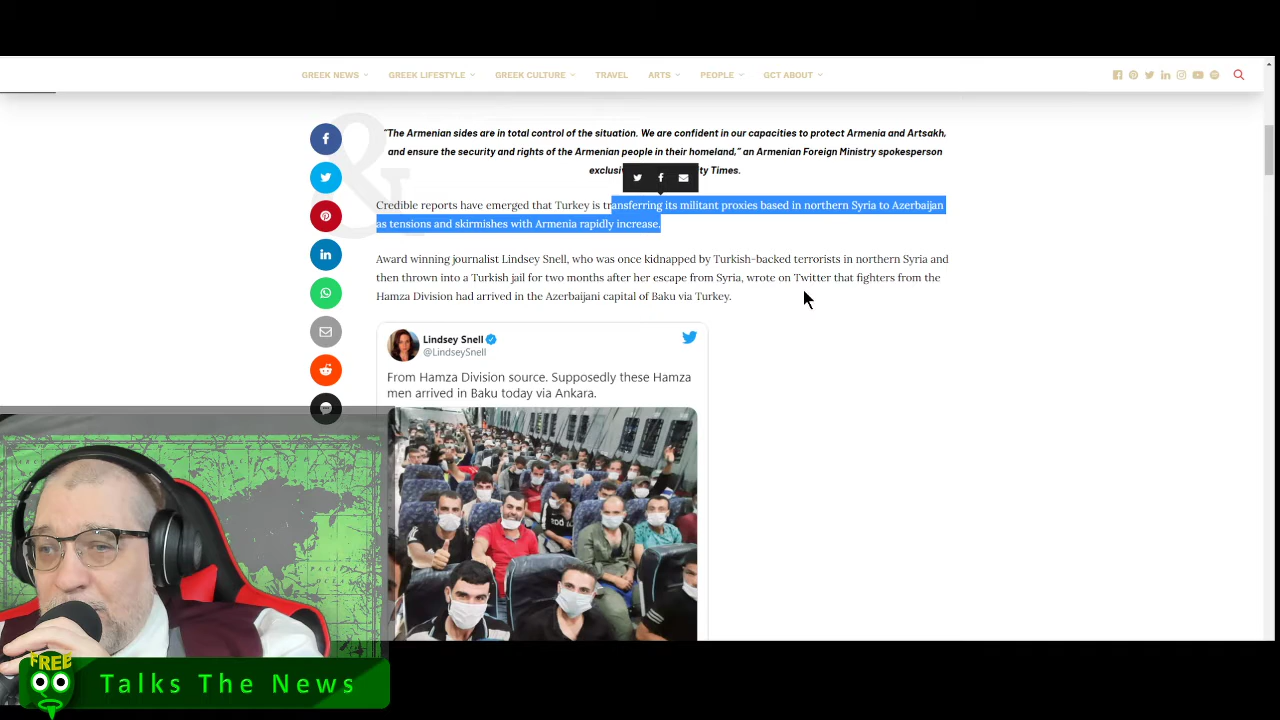 GREEK NEWS GREEK LIFESTYLE GREEK CULTURE TRAVEL ARTS PEOPLE GCT ABOUT
“The Armenian sides are in total control of the situation. We are confident in our capacities to protect Armenia and Artsakh,
and ensure the security and rights of the Armenian people in their homeland,” an Armenian Foreign Ministry spokesperson
ty Times.
Credible reports have emerged that Turkey is transferring its militant proxies based in northern Syria to Azerbaijan
as tensions and skirmishes with Armenia rapidly increase.
Award winning journalist Lindsey Snell, who was once kidnapped by Turkish-backed terrorists in northern Syria and
then thrown into a Turkish jail for two months after her escape from Syria, wrote on Twitter that fighters from the
Hamza Division had arrived in the Azerbaijani capital of Baku via Turkey.
Lindsey Snell
@LindseySnell
From Hamza Division source. Supposedly these Hamza
men arrived in Baku today via Ankara.
FREE
Talks The News